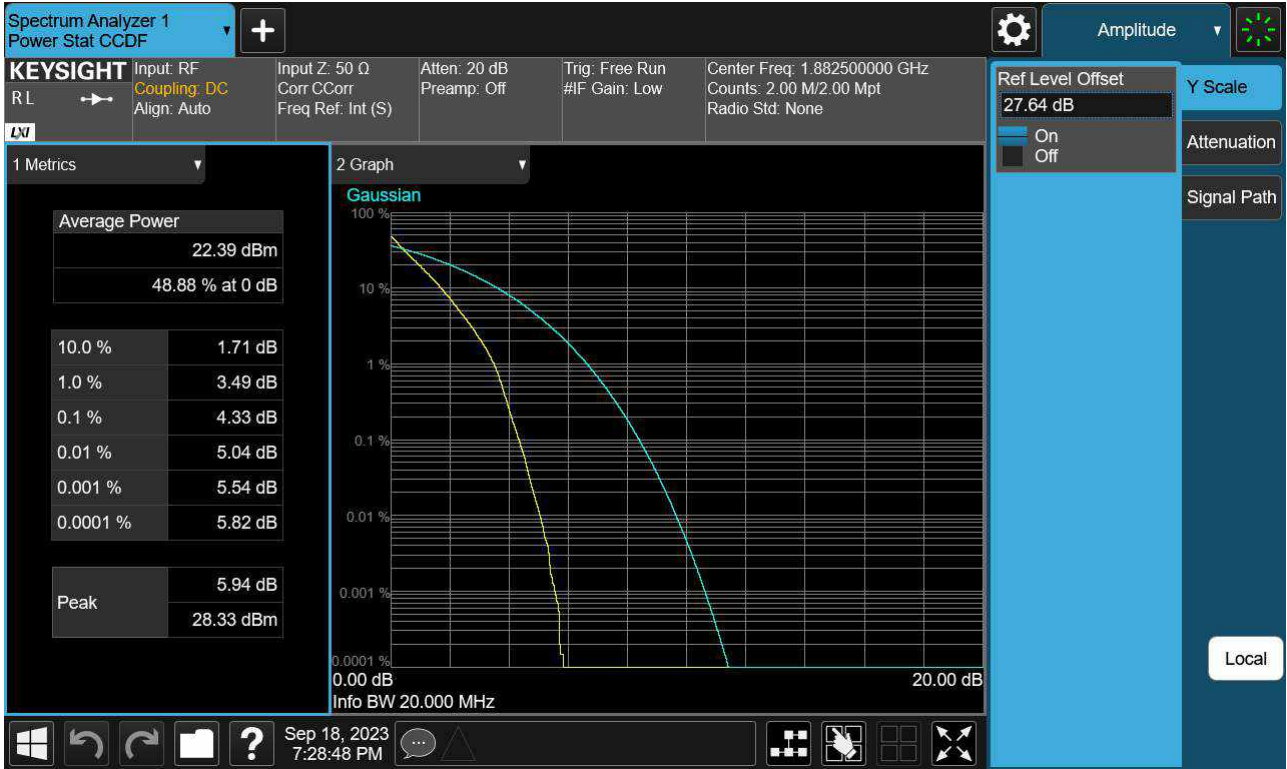 Spectrum Analyzer 1
Power Stat CCDF
Amplitude
KEYSIGHT
R L
LXI
Input: RF
Coupling: DC
Align: Auto
Input Z: 50 Ω
Corr CCorr
Freq Ref: Int (S)
Atten: 20 dB
Preamp: Off
Trig: Free Run
#IF Gain: Low
Center Freq: 1.882500000 GHz
Counts: 2.00 M/2.00 Mpt
Radio Std: None
Ref Level Offset
27.64 dB
On
Off
Y Scale
Attenuation
Signal Path
Local
1 Metrics
Average Power
22.39 dBm
48.88 % at 0 dB
10.0 % 1.71 dB
1.0 % 3.49 dB
0.1 % 4.33 dB
0.01 % 5.04 dB
0.001 % 5.54 dB
0.0001 % 5.82 dB
Peak
5.94 dB
28.33 dBm
2 Graph
Gaussian
100 %
10 %
1 %
0.1 %
0.01 %
0.001 %
0.0001 %
0.00 dB 20.00 dB
Info BW 20.000 MHz
?
Sep 18, 2023
7:28:48 PM